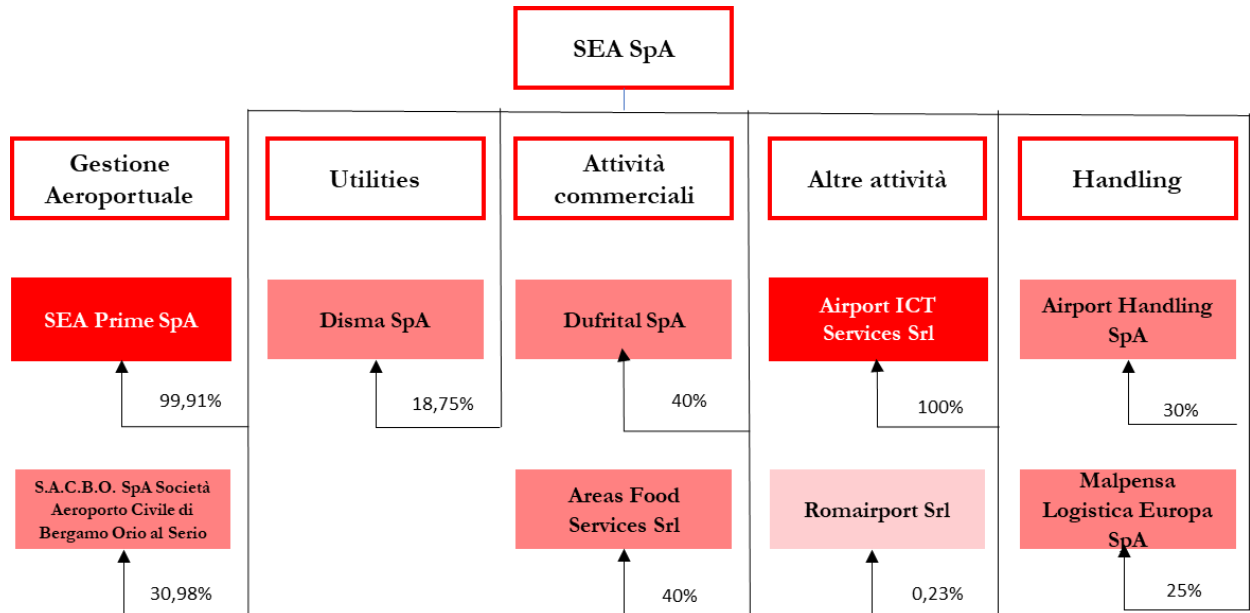 SEA SpA
Gestione
Aeroportuale
Utilities
Attività
commerciali
Altre attività
Handling
SEA Prime SpA
Disma SpA
Dufrital SpA
Airport ICT
Services Srl
Airport Handling
SpA
99,91%
18,75%
40%
100%
30%
S.A.C.B.O. SpA Società
Aeroporto Civile di
Bergamo Orio al Serio
Areas Food
Services Srl
Romairport Srl
Malpensa
Logistica Europa
SpA
30,98%
40%
0,23%
25%